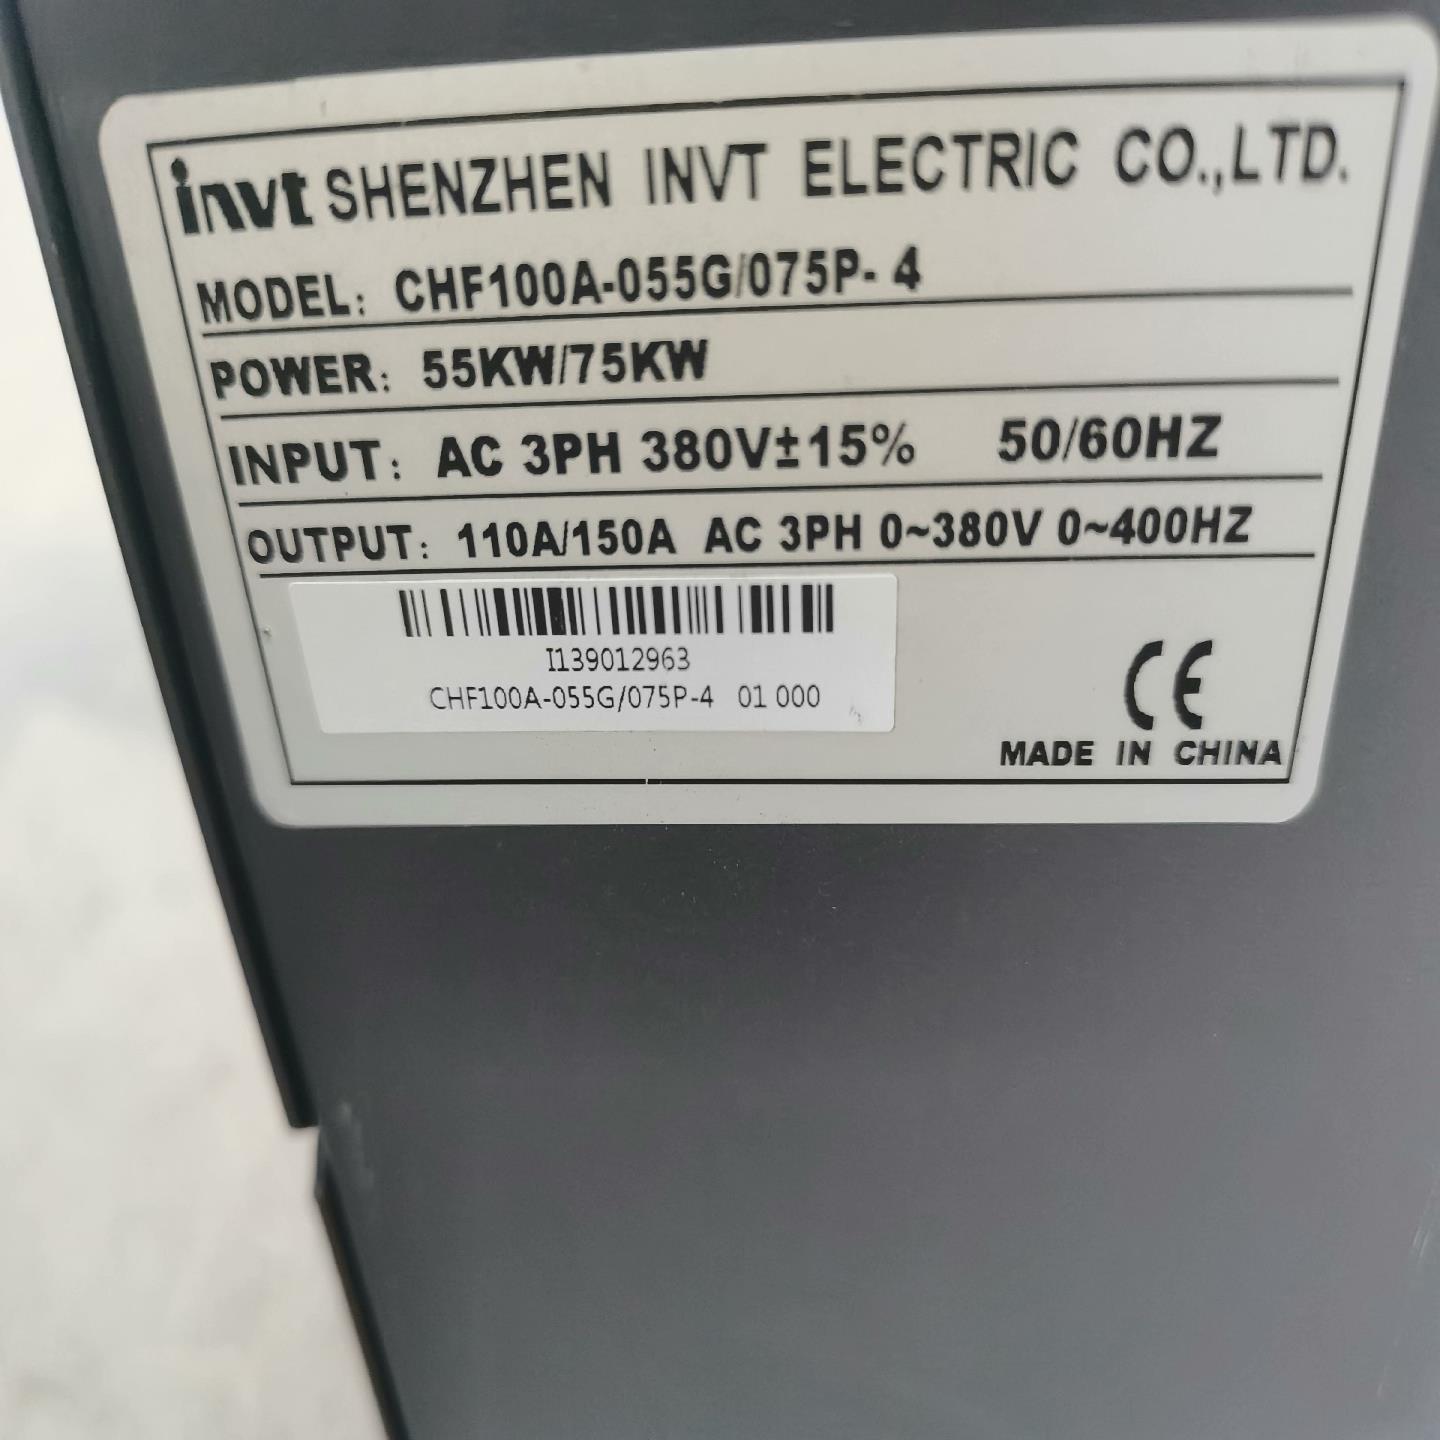 invt SHENZHEN INVT ELECTRIC CO.,LTD.
MODEL: CHF100A-055G/075P-4
POWER: 55KW/75KW
INPUT: AC 3PH 380V±15% 50/60HZ
OUTPUT: 110A/150A AC 3PH 0~380V 0~400HZ
I139012963
CHF100A-055G/075P-4 01 000
CE
MADE IN CHINA